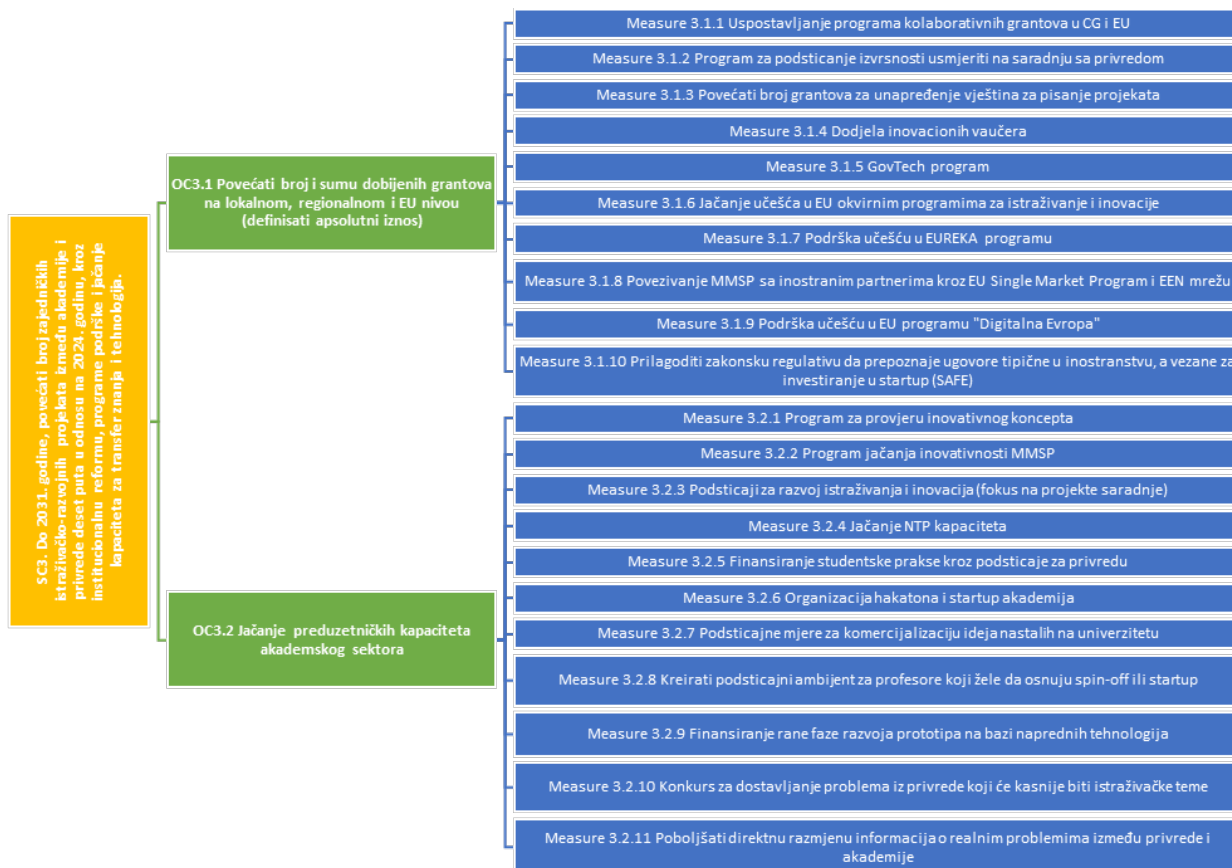 SC3. Do 2031. godine, povećati broj zajedničkih
istraživačko-razvojnih projekata između akademije i
privrede deset puta u odnosu na 2024. godinu, kroz
institucionalnu reformu, programe podrške i jačanje
kapaciteta za transfer znanja i tehnologija.
OC3.1 Povećati broj i sumu dobijenih grantova
na lokalnom, regionalnom i EU nivou
(definisati apsolutni iznos)
Measure 3.1.1 Uspostavljanje programa kolaborativnih grantova u CG i EU
Measure 3.1.2 Program za podsticanje izvrsnosti usmjeriti na saradnju sa privredom
Measure 3.1.3 Povećati broj grantova za unapređenje vještina za pisanje projekata
Measure 3.1.4 Dodjela inovacionih vaučera
Measure 3.1.5 GovTech program
Measure 3.1.6 Jačanje učešća u EU okvirnim programima za istraživanje i inovacije
Measure 3.1.7 Podrška učešću u EUREKA programu
Measure 3.1.8 Povezivanje MMSP sa inostranim partnerima kroz EU Single Market Program i EEN mrežu
Measure 3.1.9 Podrška učešću u EU programu "Digitalna Evropa"
Measure 3.1.10 Prilagoditi zakonsku regulativu da prepoznaje ugovore tipične u inostranstvu, a vezane za
investiranje u startup (SAFE)
OC3.2 Jačanje preduzetničkih kapaciteta
akademskog sektora
Measure 3.2.1 Program za provjeru inovativnog koncepta
Measure 3.2.2 Program jačanja inovativnosti MMSP
Measure 3.2.3 Podsticaji za razvoj istraživanja i inovacija (fokus na projekte saradnje)
Measure 3.2.4 Jačanje NTP kapaciteta
Measure 3.2.5 Finansiranje studentske prakse kroz podsticaje za privredu
Measure 3.2.6 Organizacija hakatona i startup akademija
Measure 3.2.7 Podsticajne mjere za komercijalizaciju ideja nastalih na univerzitetu
Measure 3.2.8 Kreirati podsticajni ambijent za profesore koji žele da osnuju spin-off ili startup
Measure 3.2.9 Finansiranje rane faze razvoja prototipa na bazi naprednih tehnologija
Measure 3.2.10 Konkurs za dostavljanje problema iz privrede koji će kasnije biti istraživačke teme
Measure 3.2.11 Poboljšati direktnu razmjenu informacija o realnim problemima između privrede i
akademije